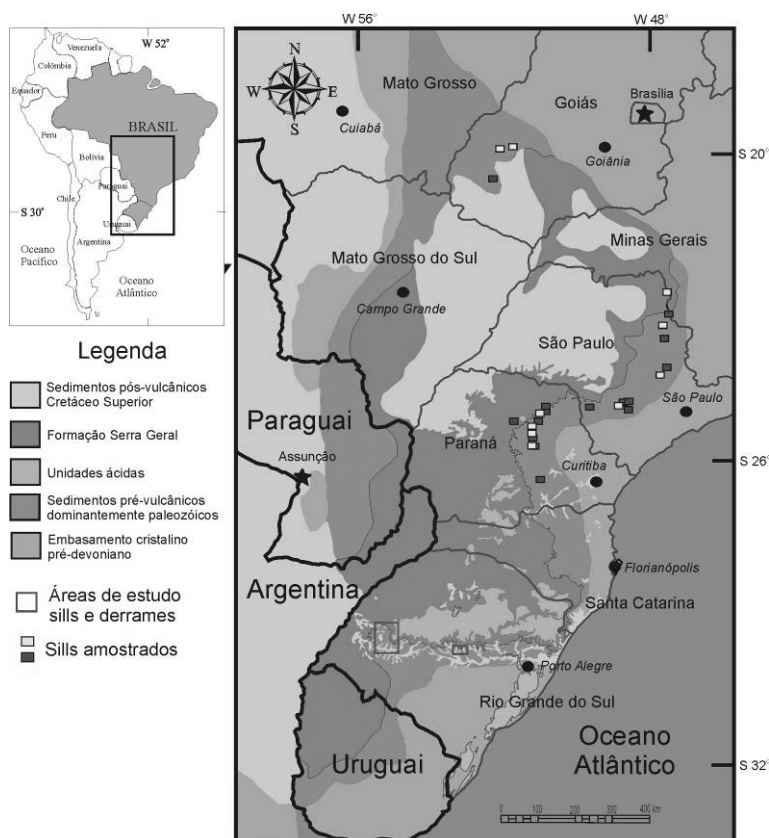 W 52°
Venezuela
Colômbia
Equador
Peru
BRASIL
Bolívia
Paraguai
Chile
S 30°
Uruguai
Argentina
Oceano
Pacífico
Oceano
Atlântico
Legenda
Sedimentos pós-vulcânicos
Cretáceo Superior
Formação Serra Geral
Unidades ácidas
Sedimentos pré-vulcânicos
dominantemente paleozóicos
Embasamento cristalino
pré-devoniano
Áreas de estudo
sills e derrames
Sills amostrados
W 56°
W 48°
N
W
E
S
Mato Grosso
Cuiabá
Goiás
Brasília
Goiânia
S 20°
Minas Gerais
Mato Grosso do Sul
Campo Grande
São Paulo
São Paulo
Paraguai
Assunção
Paraná
Curitiba
S 26°
Argentina
Florianópolis
Santa Catarina
Porto Alegre
Rio Grande do Sul
Uruguai
Oceano
Atlântico
S 32°
0 100 200 300 400 km